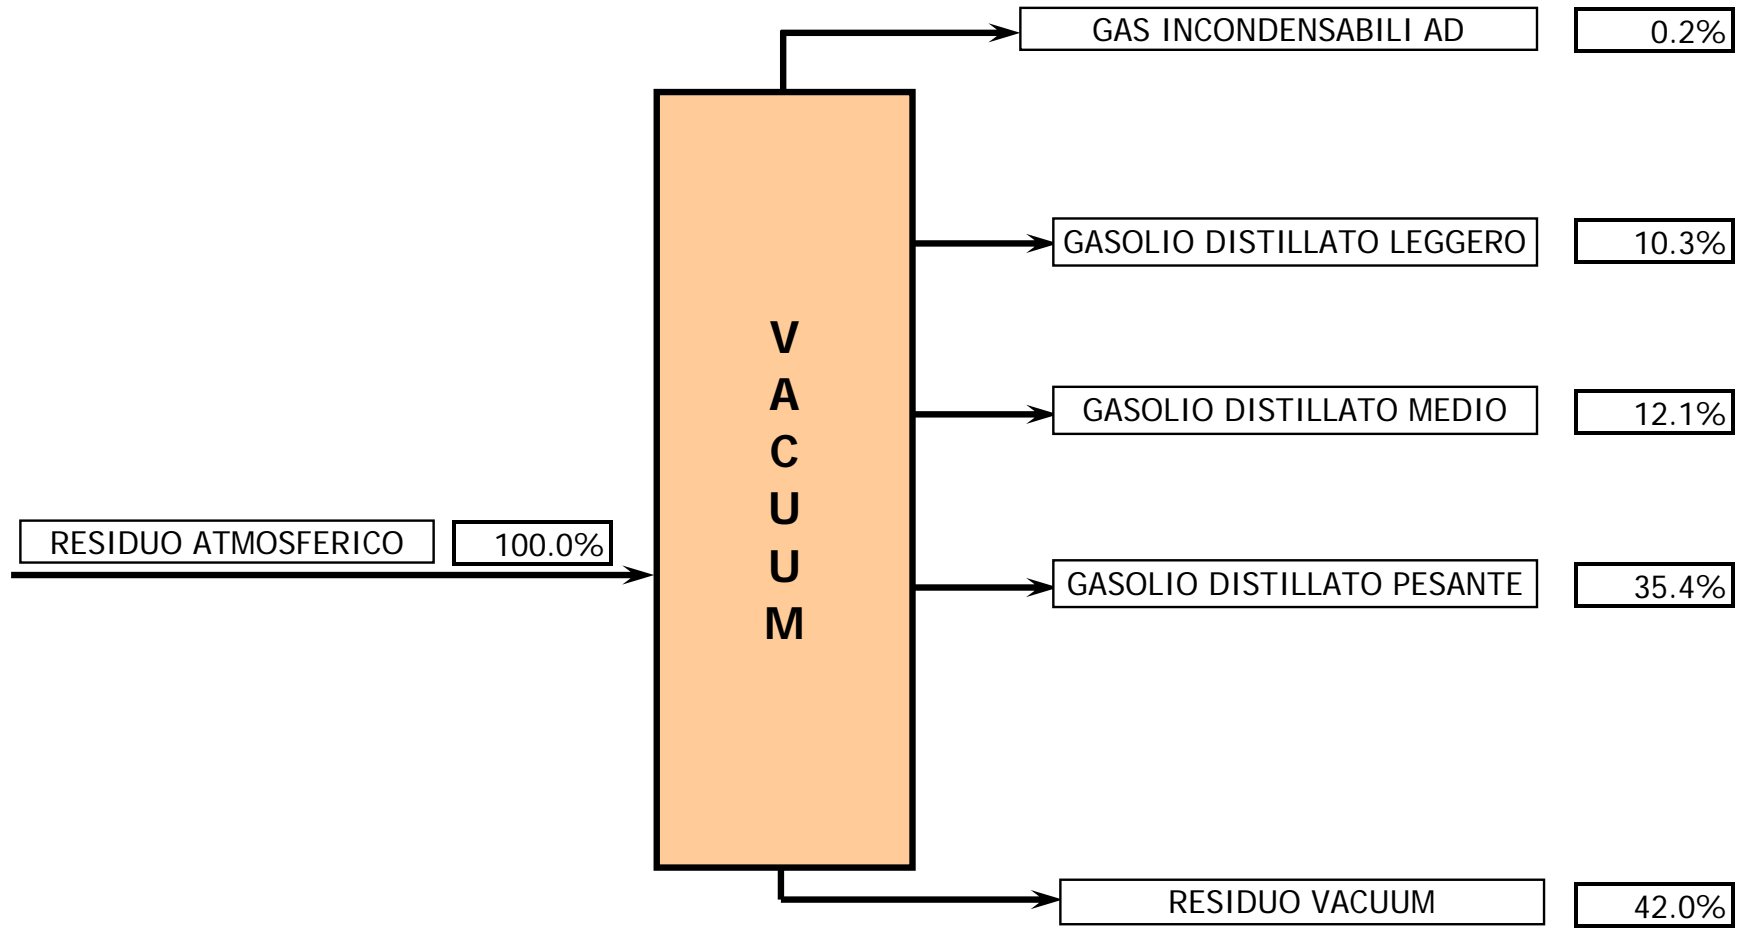 GAS INCONDENSABILI AD 0.2%
GASOLIO DISTILLATO LEGGERO 10.3%
V
A
C
U
U
M
GASOLIO DISTILLATO MEDIO 12.1%
RESIDUO ATMOSFERICO 100.0%
GASOLIO DISTILLATO PESANTE 35.4%
RESIDUO VACUUM 42.0%